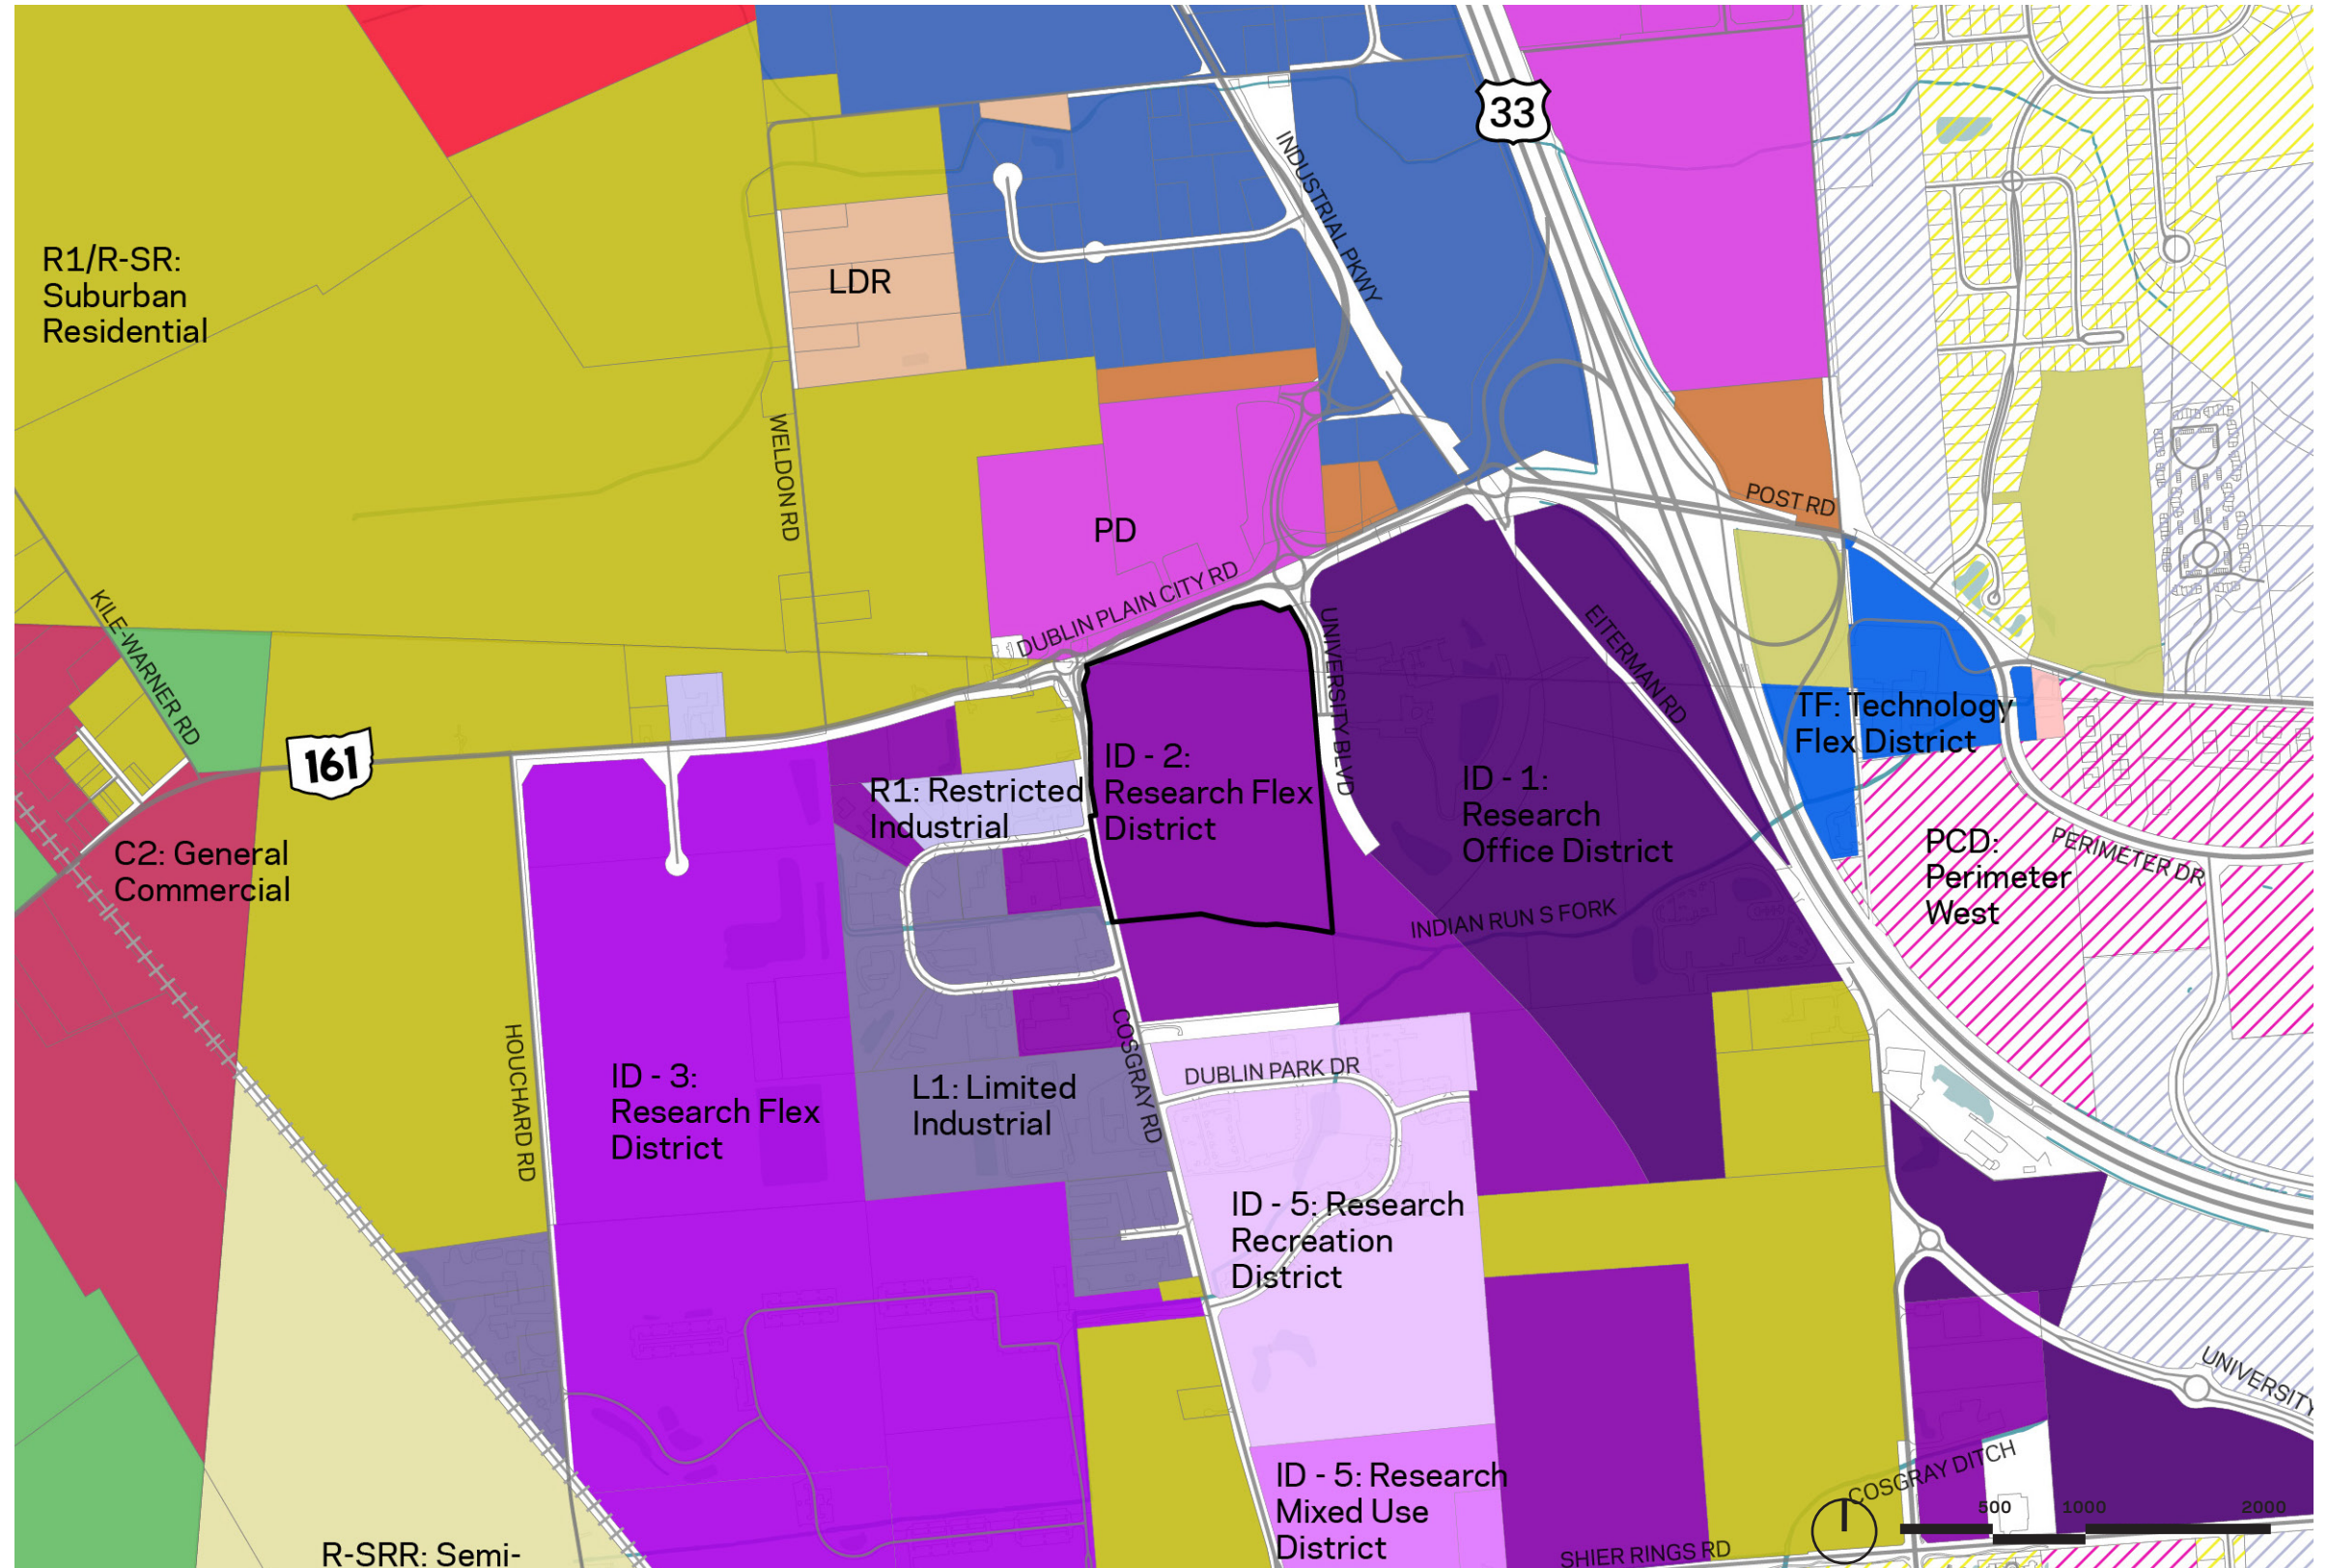 33
INDUSTRIAL PKWY
R1/R-SR:
Suburban
Residential
LDR
WELDON RD
POST RD
PD
DUBLIN PLAIN CITY RD
KILE-WARNER RD
UNIVERSITY BLVD
EITERMAN RD
TF: Technology
Flex District
161
ID - 2:
Research Flex
District
R1: Restricted
Industrial
ID - 1:
Research
Office District
C2: General
Commercial
PCD:
Perimeter
West
PERIMETER DR
INDIAN RUN S FORK
HOUCHARD RD
COSGRAY RD
ID - 3:
Research Flex
District
L1: Limited
Industrial
DUBLIN PARK DR
ID - 5: Research
Recreation
District
UNIVERSITY
ID - 5: Research
Mixed Use
District
COSGRAY DITCH
500 1000 2000
SHIER RINGS RD
R-SRR: Semi-